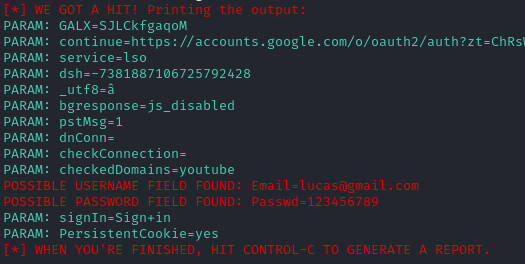 [*] WE GOT A HIT! Printing the output:
PARAM: GALX=SJLCkfgaqoM
PARAM: continue=https://accounts.google.com/o/oauth2/auth?zt=ChRsW
PARAM: service=lso
PARAM: dsh=-7381887106725792428
PARAM: _utf8=â
PARAM: bgresponse=js_disabled
PARAM: pstMsg=1
PARAM: dnConn=
PARAM: checkConnection=
PARAM: checkedDomains=youtube
POSSIBLE USERNAME FIELD FOUND: Email=lucas@gmail.com
POSSIBLE PASSWORD FIELD FOUND: Passwd=123456789
PARAM: signIn=Sign+in
PARAM: PersistentCookie=yes
[*] WHEN YOU'RE FINISHED, HIT CONTROL-C TO GENERATE A REPORT.